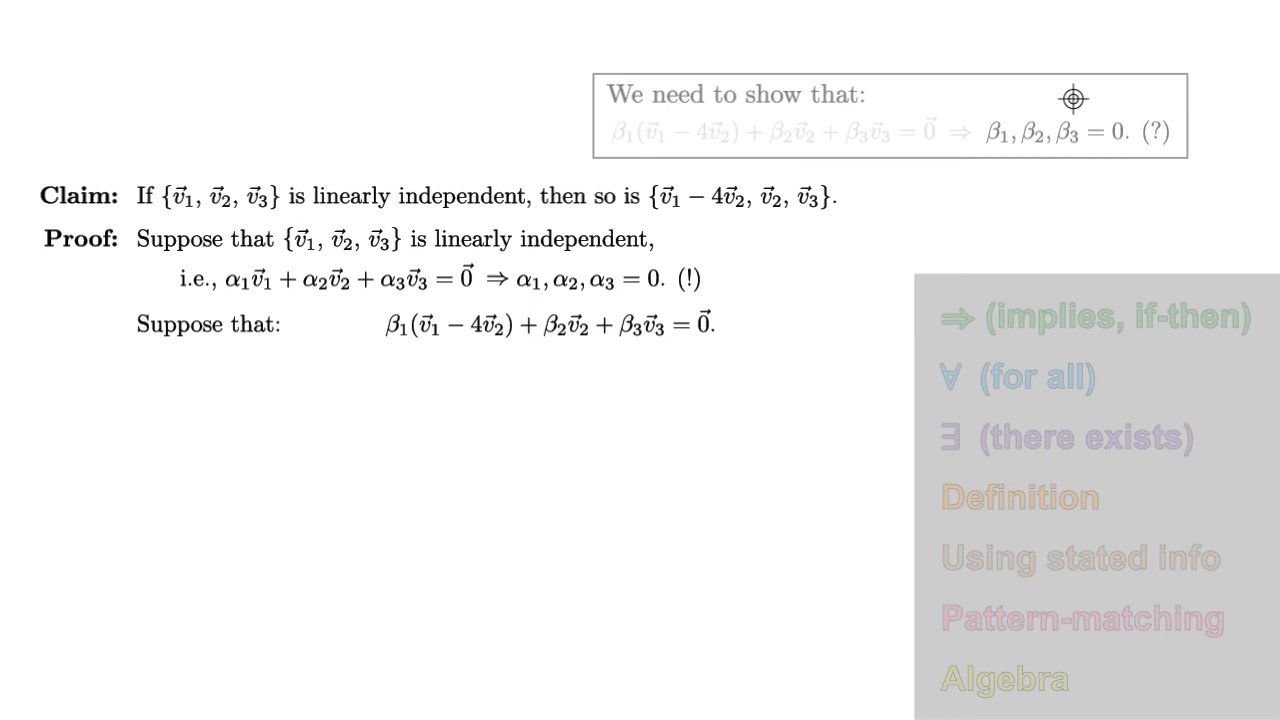 We need to show that:
β₁(v⃗₁ − 4v⃗₂) + β₂v⃗₂ + β₃v⃗₃ = 0⃗ ⇒ β₁, β₂, β₃ = 0. (?)
Claim: If {v⃗₁, v⃗₂, v⃗₃} is linearly independent, then so is {v⃗₁ − 4v⃗₂, v⃗₂, v⃗₃}.
Proof: Suppose that {v⃗₁, v⃗₂, v⃗₃} is linearly independent,
i.e., α₁v⃗₁ + α₂v⃗₂ + α₃v⃗₃ = 0⃗ ⇒ α₁, α₂, α₃ = 0. (!)
Suppose that: β₁(v⃗₁ − 4v⃗₂) + β₂v⃗₂ + β₃v⃗₃ = 0⃗.
⇒ (implies, if-then)
∀ (for all)
∃ (there exists)
Definition
Using stated info
Pattern-matching
Algebra